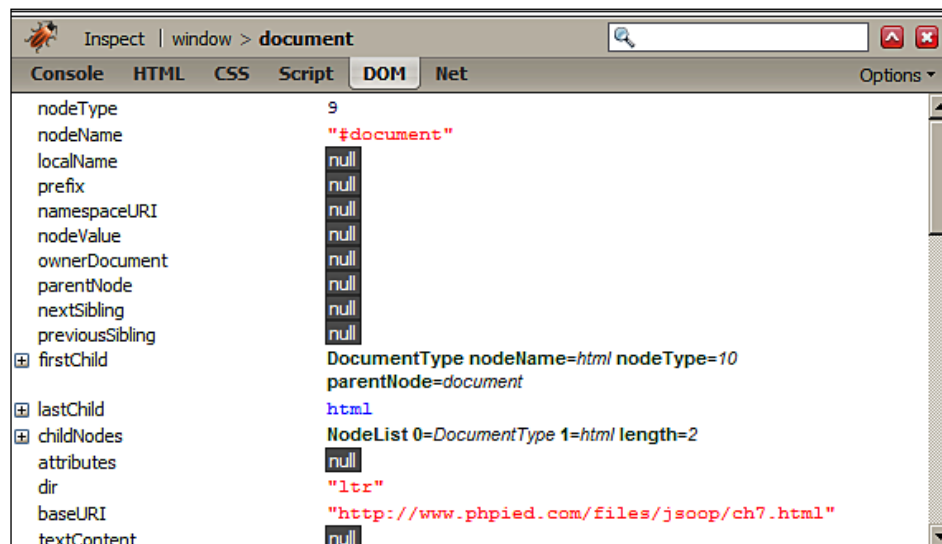 Inspect | window > document
Console HTML CSS Script DOM Net Options
nodeType 9
nodeName "#document"
localName null
prefix null
namespaceURI null
nodeValue null
ownerDocument null
parentNode null
nextSibling null
previousSibling null
firstChild DocumentType nodeName=html nodeType=10
parentNode=document
lastChild html
childNodes NodeList 0=DocumentType 1=html length=2
attributes null
dir "ltr"
baseURI "http://www.phpied.com/files/jsoop/ch7.html"
textContent null